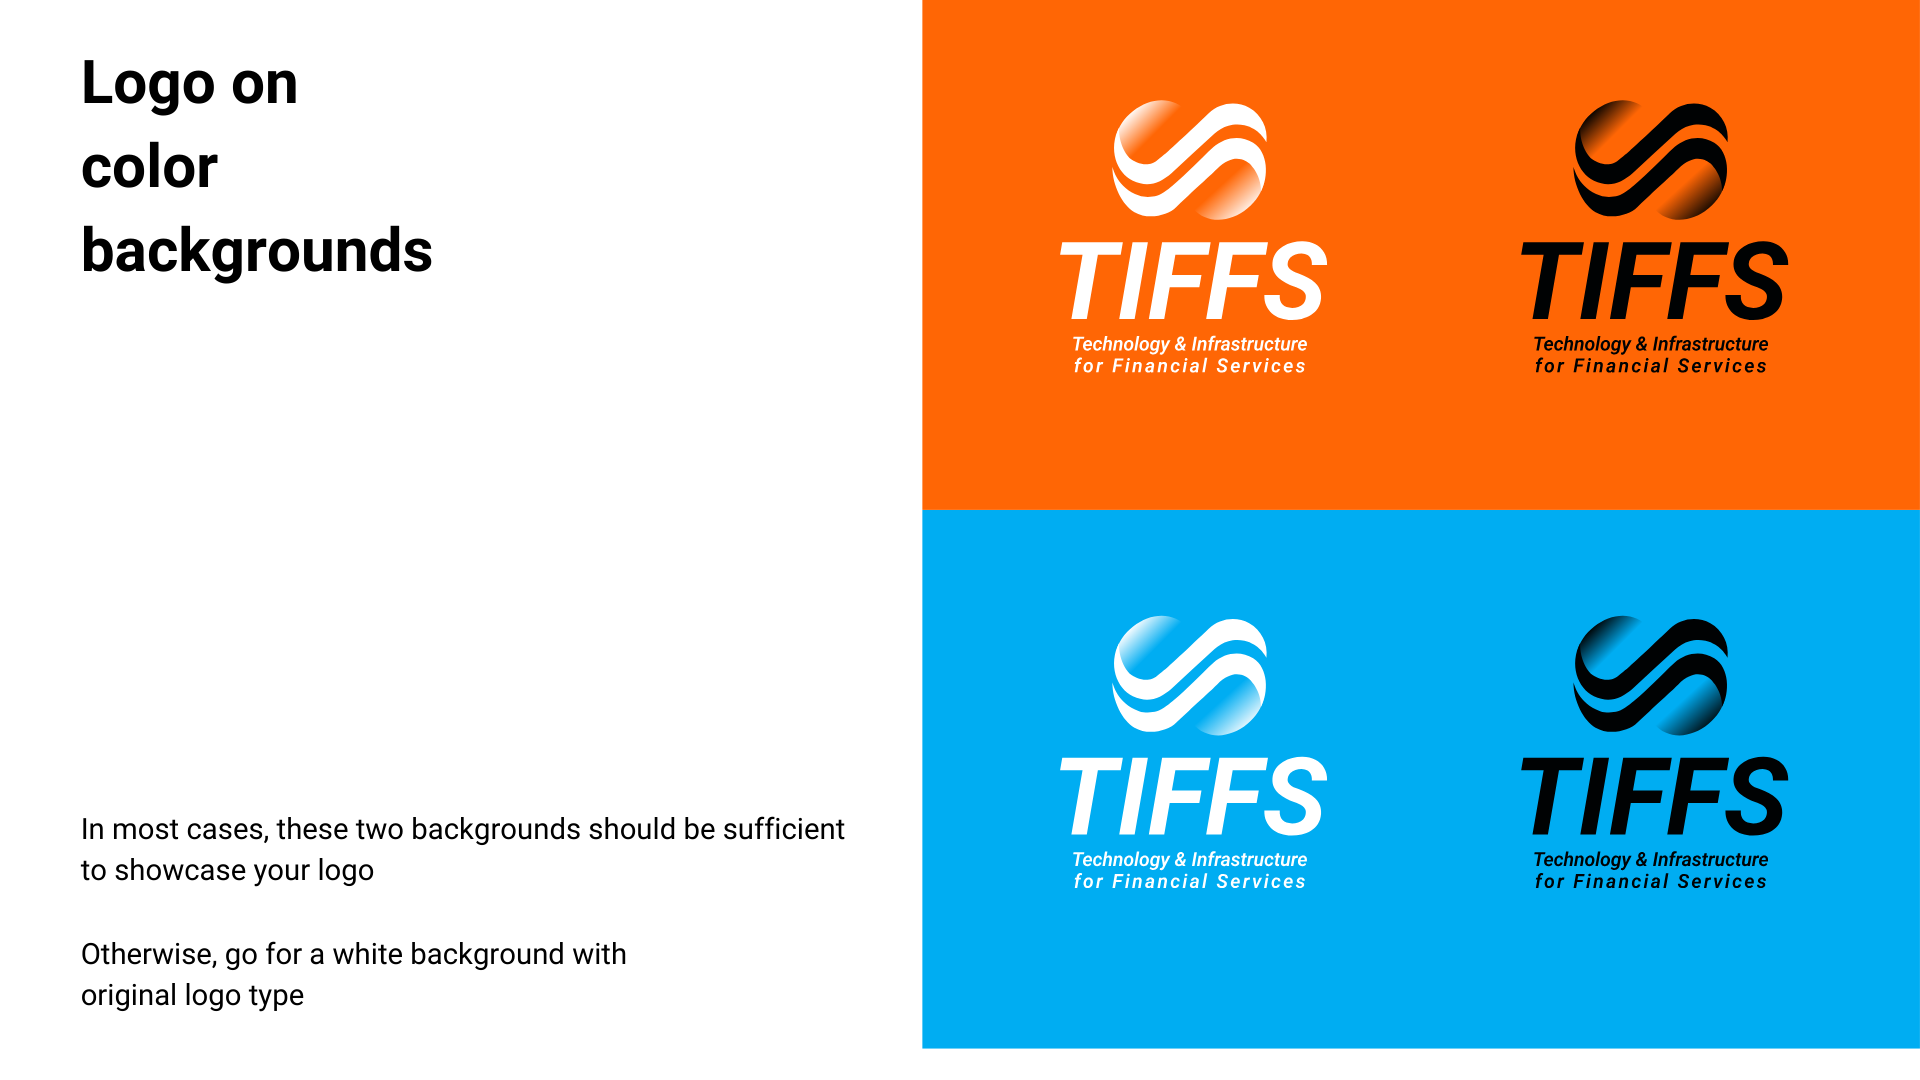 Logo on
color
backgrounds
In most cases, these two backgrounds should be sufficient
to showcase your logo
Otherwise, go for a white background with
original logo type
TIFFS
Technology & Infrastructure
for Financial Services
TIFFS
Technology & Infrastructure
for Financial Services
TIFFS
Technology & Infrastructure
for Financial Services
TIFFS
Technology & Infrastructure
for Financial Services